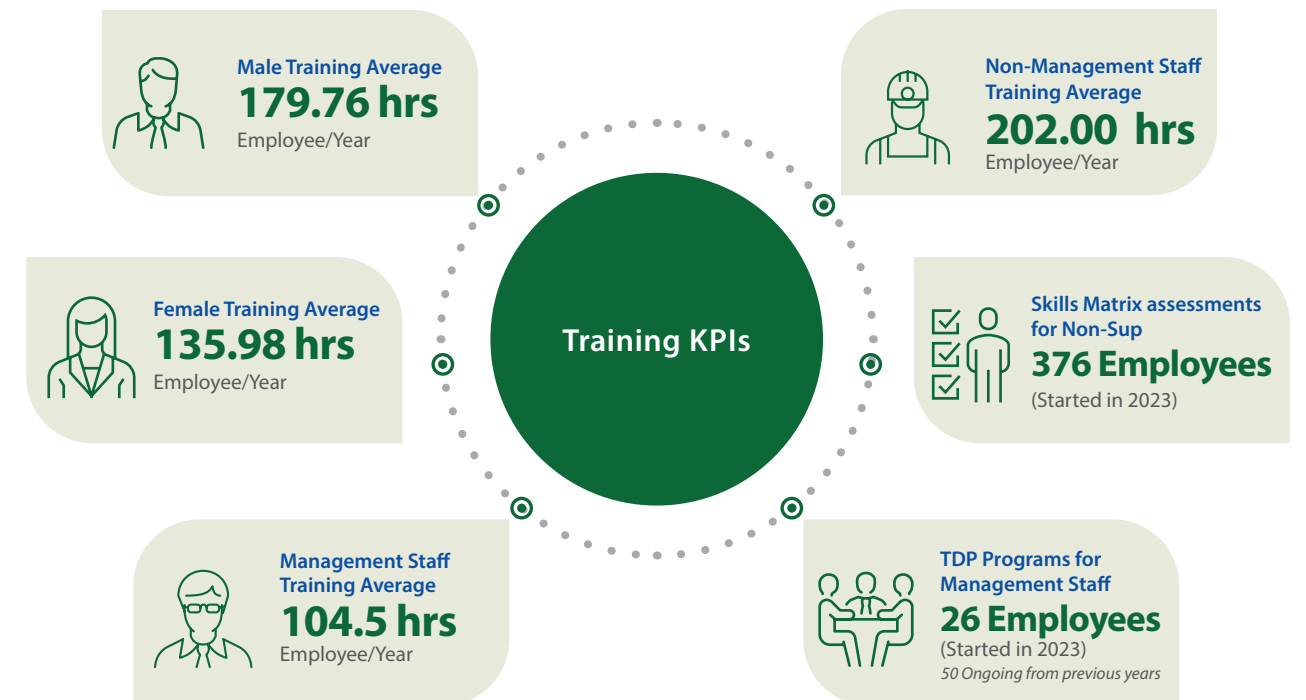 Male Training Average
179.76 hrs
Employee/Year
Non-Management Staff
Training Average
202.00 hrs
Employee/Year
Female Training Average
135.98 hrs
Employee/Year
Training KPIs
Skills Matrix assessments
for Non-Sup
376 Employees
(Started in 2023)
Management Staff
Training Average
104.5 hrs
Employee/Year
TDP Programs for
Management Staff
26 Employees
(Started in 2023)
50 Ongoing from previous years